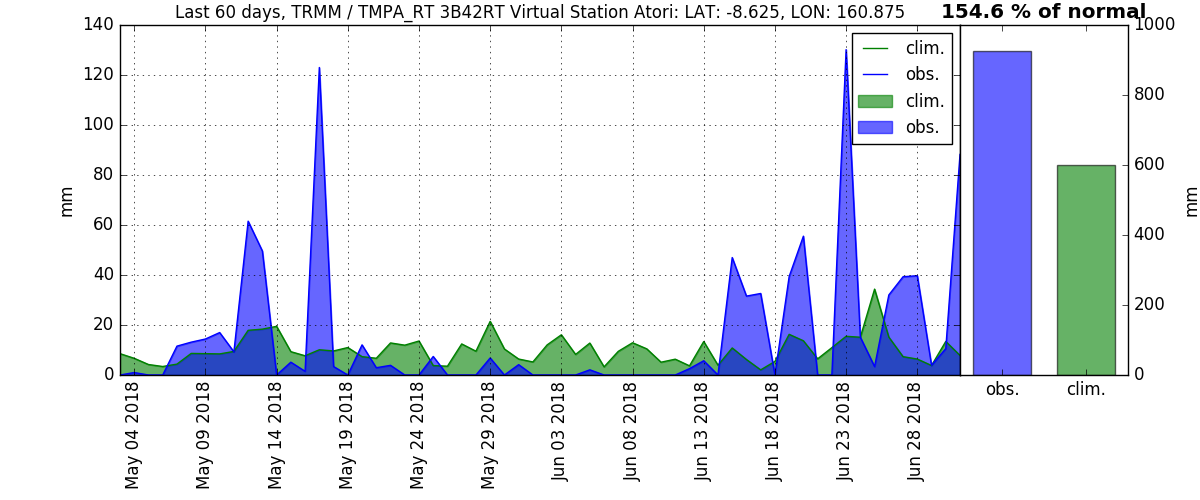 Last 60 days, TRMM / TMPA_RT 3B42RT Virtual Station Atori: LAT: -8.625, LON: 160.875
154.6 % of normal
140
120
100
80
60
40
20
0
mm
clim.
obs.
clim.
obs.
1000
800
600
400
200
0
mm
May 04 2018
May 09 2018
May 14 2018
May 19 2018
May 24 2018
May 29 2018
Jun 03 2018
Jun 08 2018
Jun 13 2018
Jun 18 2018
Jun 23 2018
Jun 28 2018
obs.
clim.